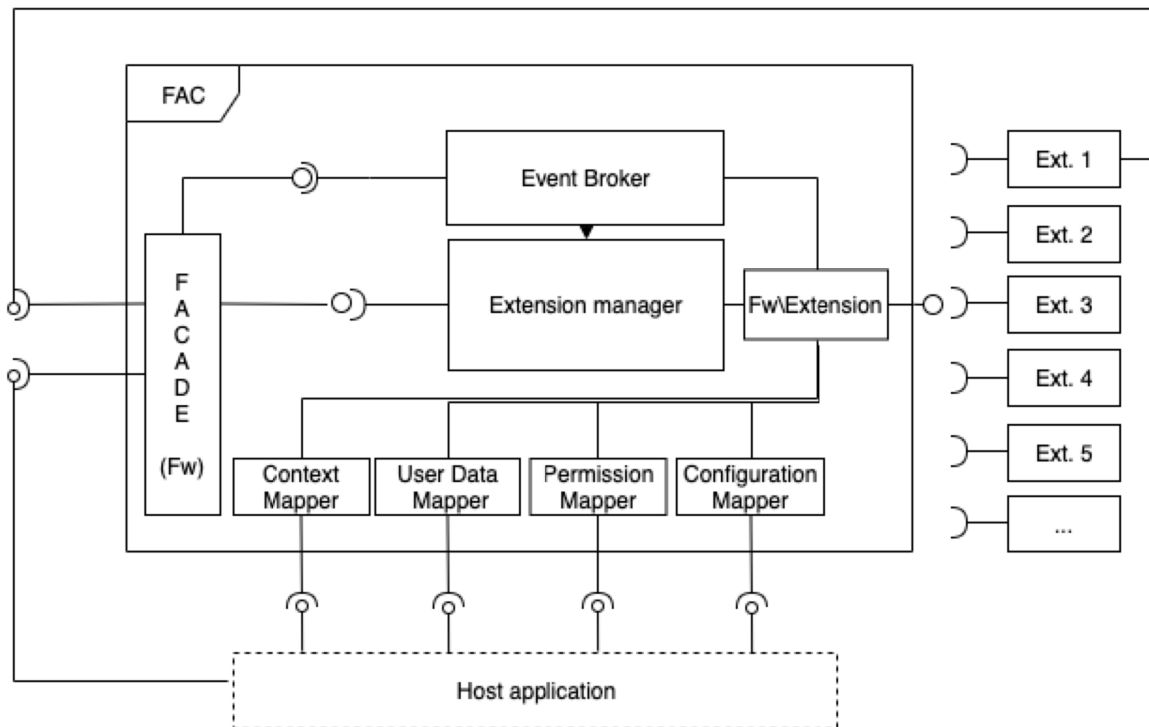 FAC
Event Broker
Ext. 1
Ext. 2
F
A
C
A
D
E
(Fw)
Extension manager
Fw\Extension
Ext. 3
Ext. 4
Ext. 5
...
Context
Mapper
User Data
Mapper
Permission
Mapper
Configuration
Mapper
Host application